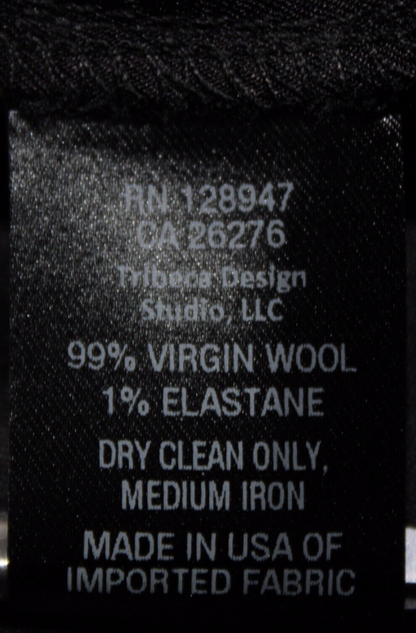 RN 128947
CA 26276
Tribeca Design
Studio, LLC
99% VIRGIN WOOL
1% ELASTANE
DRY CLEAN ONLY,
MEDIUM IRON
MADE IN USA OF
IMPORTED FABRIC